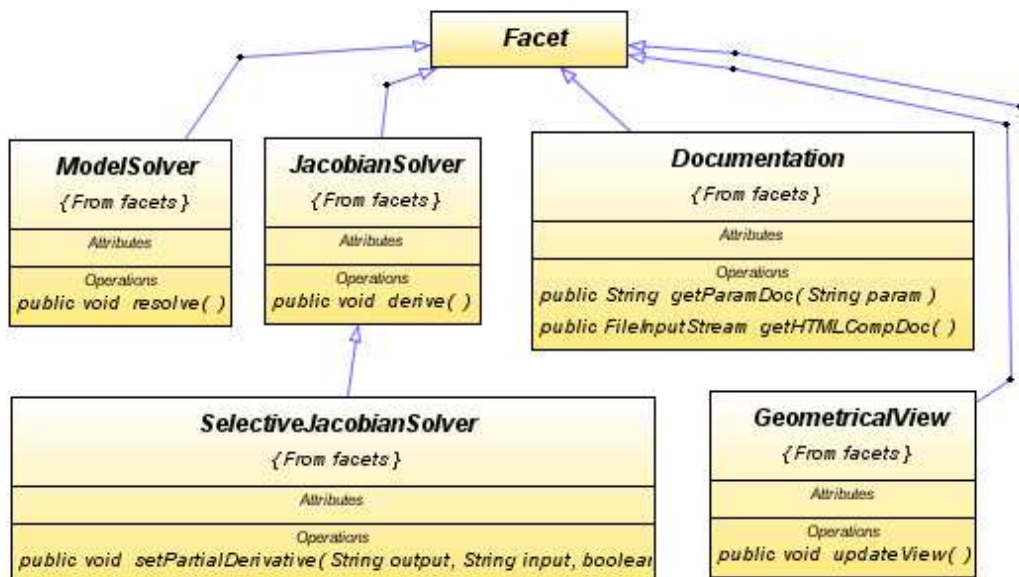 Facet
ModelSolver
{From facets}
Attributes
Operations
public void resolve( )
JacobianSolver
{From facets}
Attributes
Operations
public void derive( )
Documentation
{From facets}
Attributes
Operations
public String getParamDoc( String param )
public FileInputStream getHTMLCompDoc( )
SelectiveJacobianSolver
{From facets}
Attributes
Operations
public void setPartialDerivative( String output, String input, boolean
GeometricalView
{From facets}
Attributes
Operations
public void updateView( )